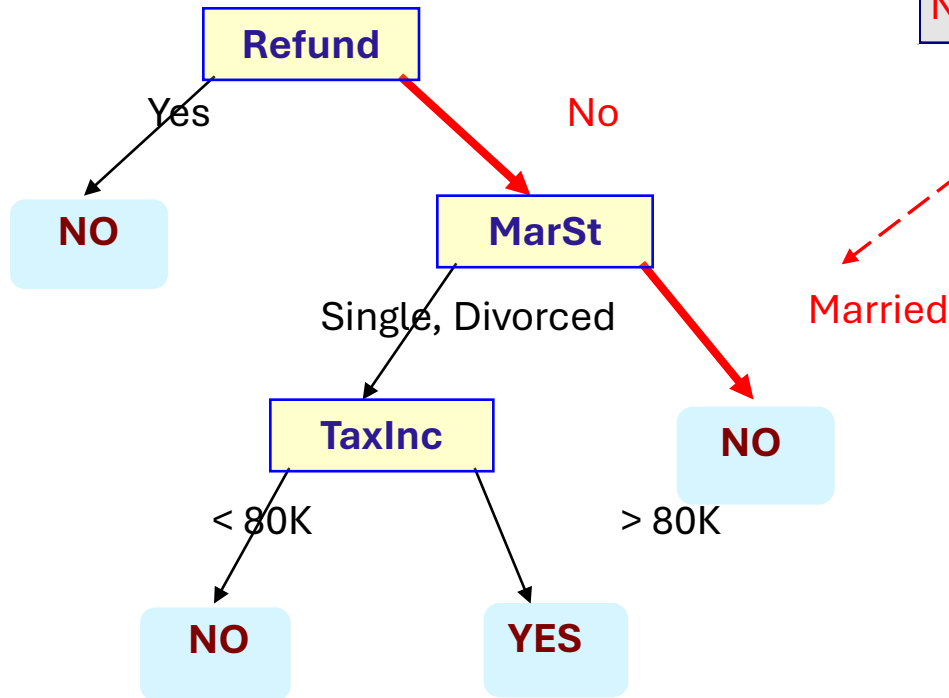 Refund
Yes
No
NO
MarSt
Single, Divorced
Married
TaxInc
NO
< 80K
> 80K
NO
YES